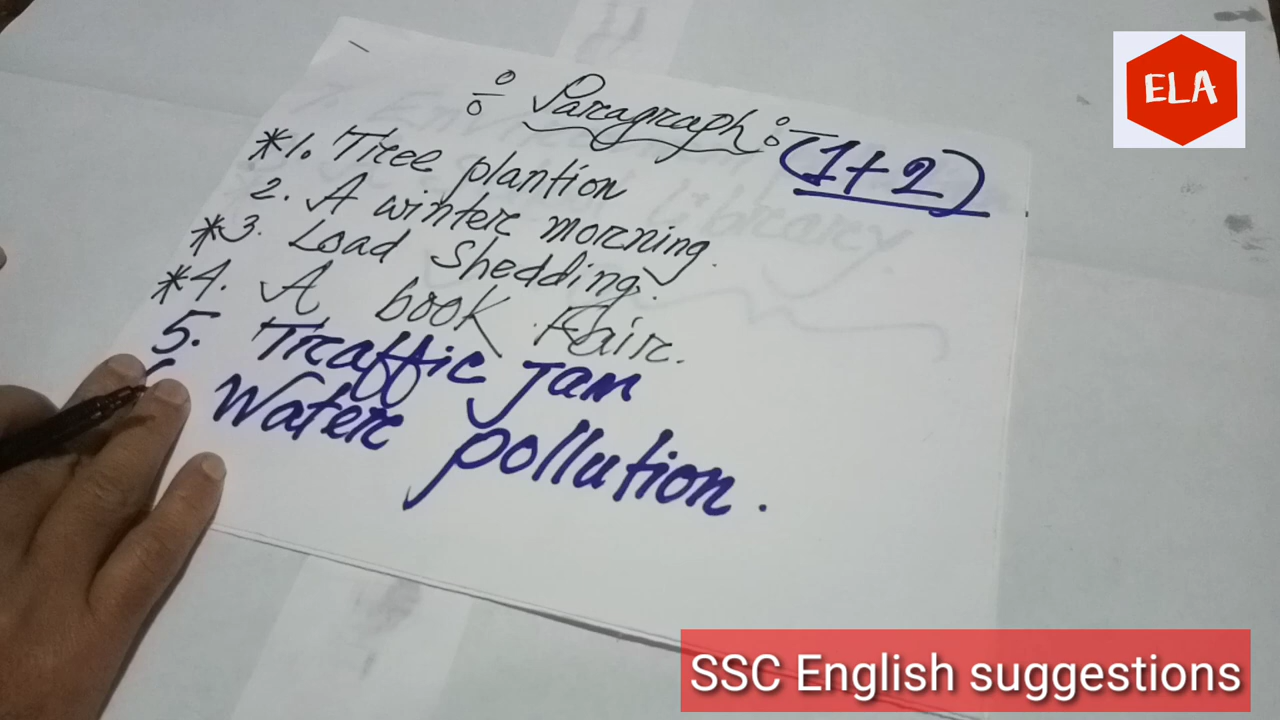 ELA
÷ Paragraph ÷ (1+2)
*1. Tree plantion
2. A winter morning.
*3. Load Shedding.
*4. A book Fair.
5. Traffic jam
Water pollution.
SSC English suggestions